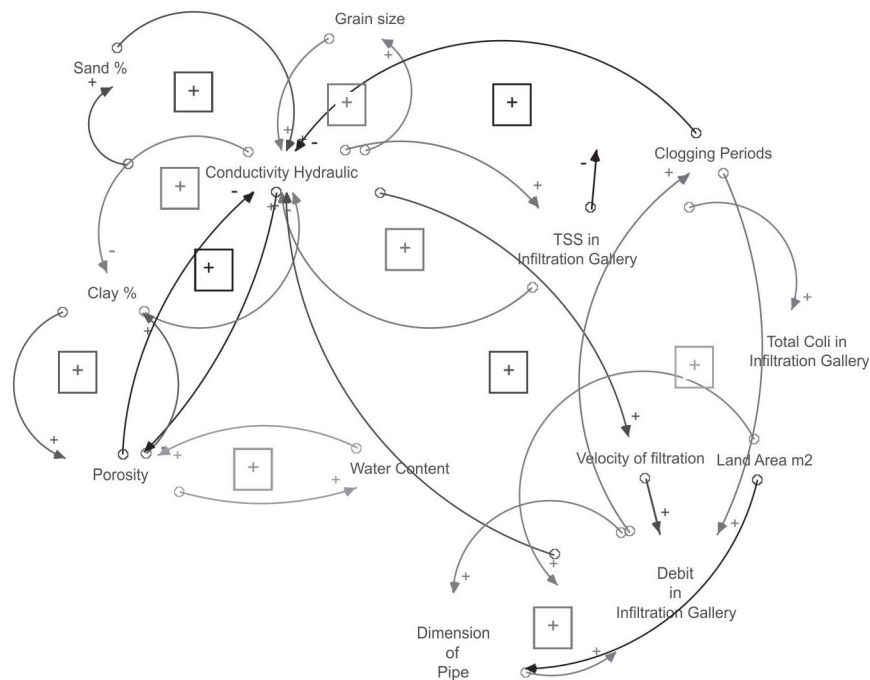 Grain size
Sand %
Clogging Periods
Conductivity Hydraulic
TSS in
Infiltration Gallery
Clay %
Total Coli in
Infiltration Gallery
Porosity
Water Content
Velocity of filtration
Land Area m2
Debit
in
Infiltration Gallery
Dimension
of
Pipe